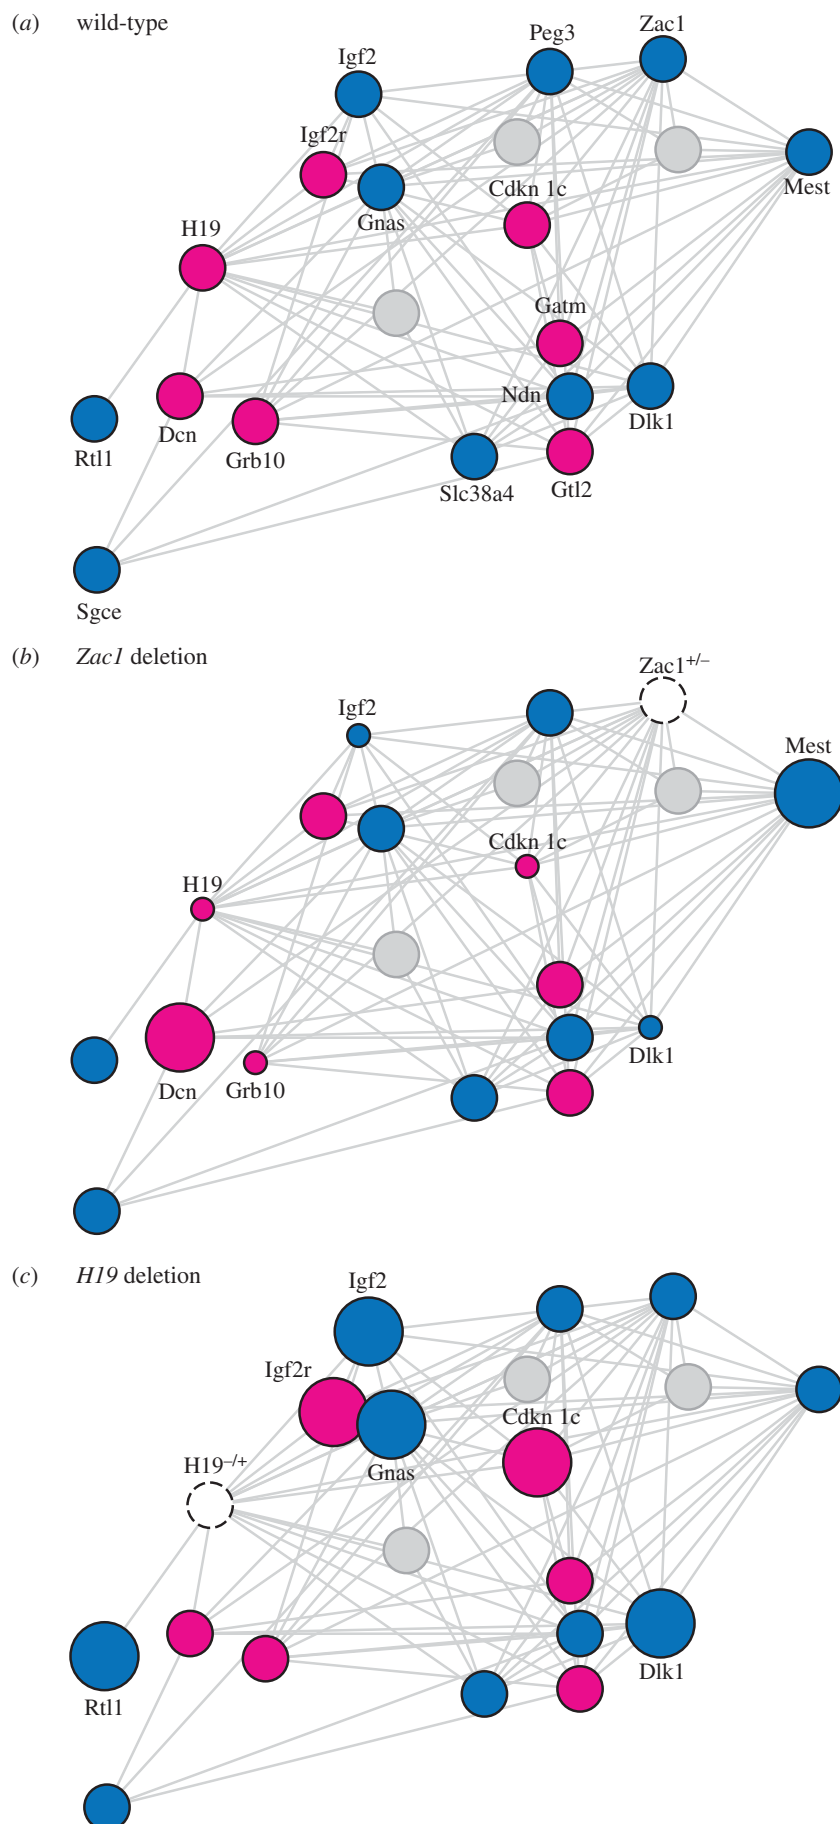 (a) wild-type
Zac1
Peg3
Igf2
Igf2r
Cdkn 1c
Mest
Gnas
H19
Gatm
Ndn
Dlk1
Rtl1
Dcn
Grb10
Slc38a4
Gtl2
Sgce
(b) Zac1 deletion
Zac1+/–
Igf2
Mest
Cdkn 1c
H19
Dlk1
Dcn
Grb10
(c) H19 deletion
Igf2
Igf2r
Cdkn 1c
Gnas
H19–/+
Dlk1
Rtl1